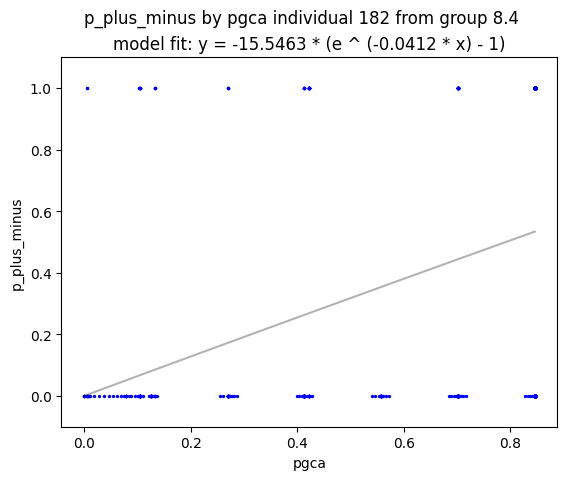 p_plus_minus by pgca individual 182 from group 8.4
model fit: y = -15.5463 * (e ^ (-0.0412 * x) - 1)
1.0
0.8
0.6
0.4
0.2
0.0
p_plus_minus
0.0 0.2 0.4 0.6 0.8
pgca